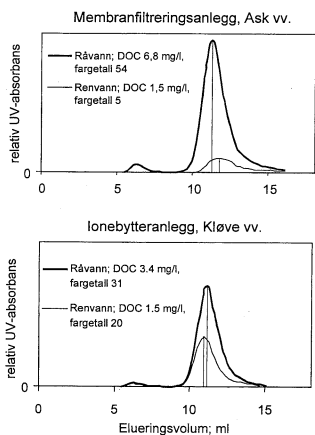 Membranfiltreringsanlegg, Ask vv.
relativ UV-absorbans
Råvann; DOC 6,8 mg/l,
fargetall 54
Renvann; DOC 1,5 mg/l,
fargetall 5
0
0 5 10 15
Ionebytteranlegg, Kløve vv.
relativ UV-absorbans
Råvann; DOC 3.4 mg/l,
fargetall 31
Renvann; DOC 1.5 mg/l,
fargetall 20
0
0 5 10 15
Elueringsvolum; ml